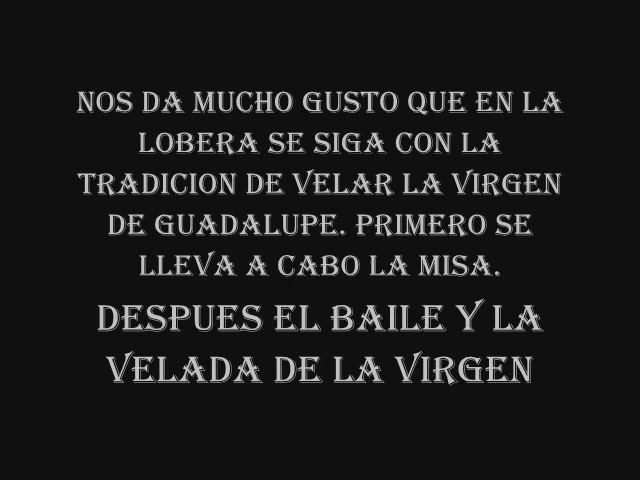 NOS DA MUCHO GUSTO QUE EN LA
LOBERA SE SIGA CON LA
TRADICION DE VELAR LA VIRGEN
DE GUADALUPE. PRIMERO SE
LLEVA A CABO LA MISA.
DESPUES EL BAILE Y LA
VELADA DE LA VIRGEN